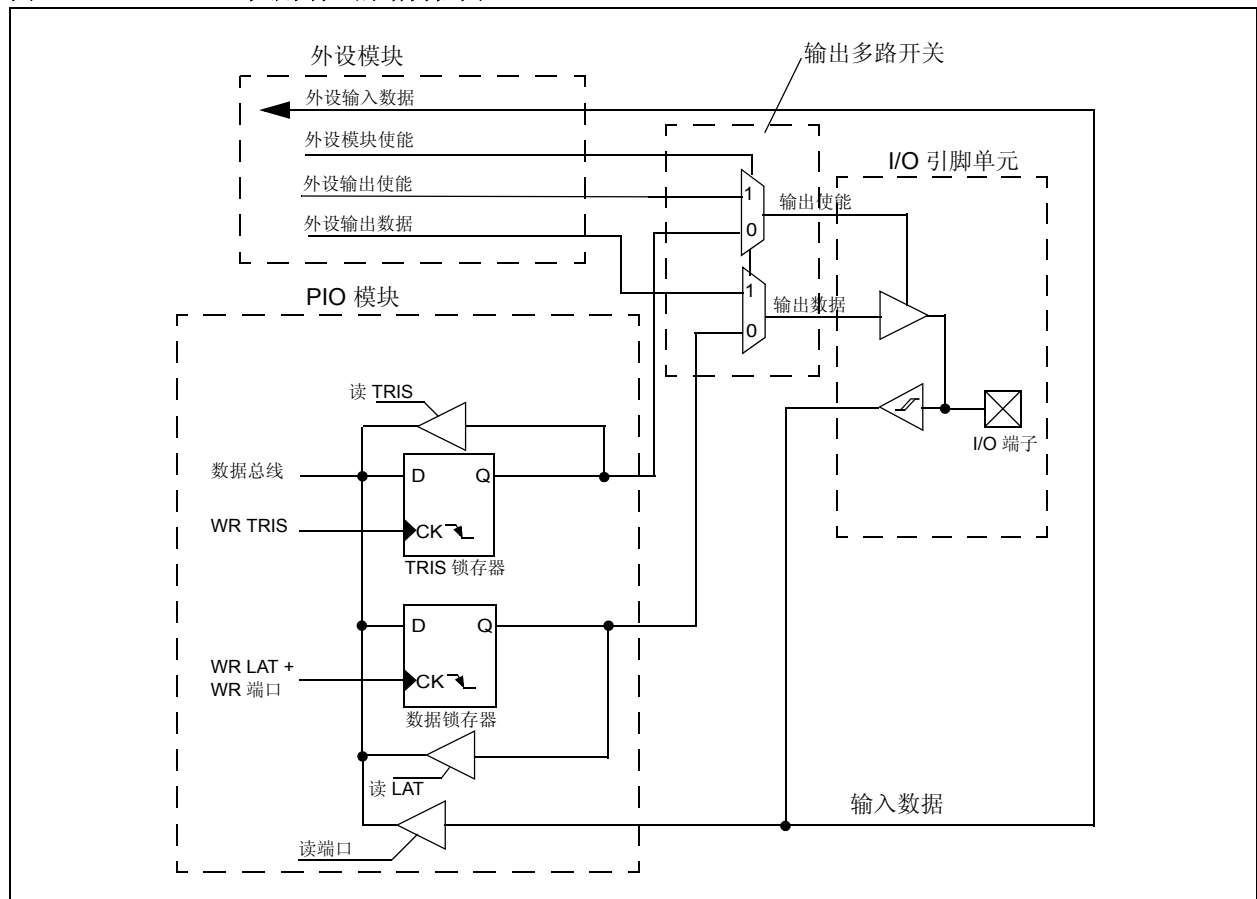 外设模块
输出多路开关
外设输入数据
外设模块使能
I/O 引脚单元
外设输出使能
1
输出使能
外设输出数据
0
PIO 模块
1
输出数据
0
读 TRIS
I/O 端子
数据总线
D
Q
WR TRIS
CK
TRIS 锁存器
D
Q
WR LAT +
WR 端口
CK
数据锁存器
读 LAT
输入数据
读端口